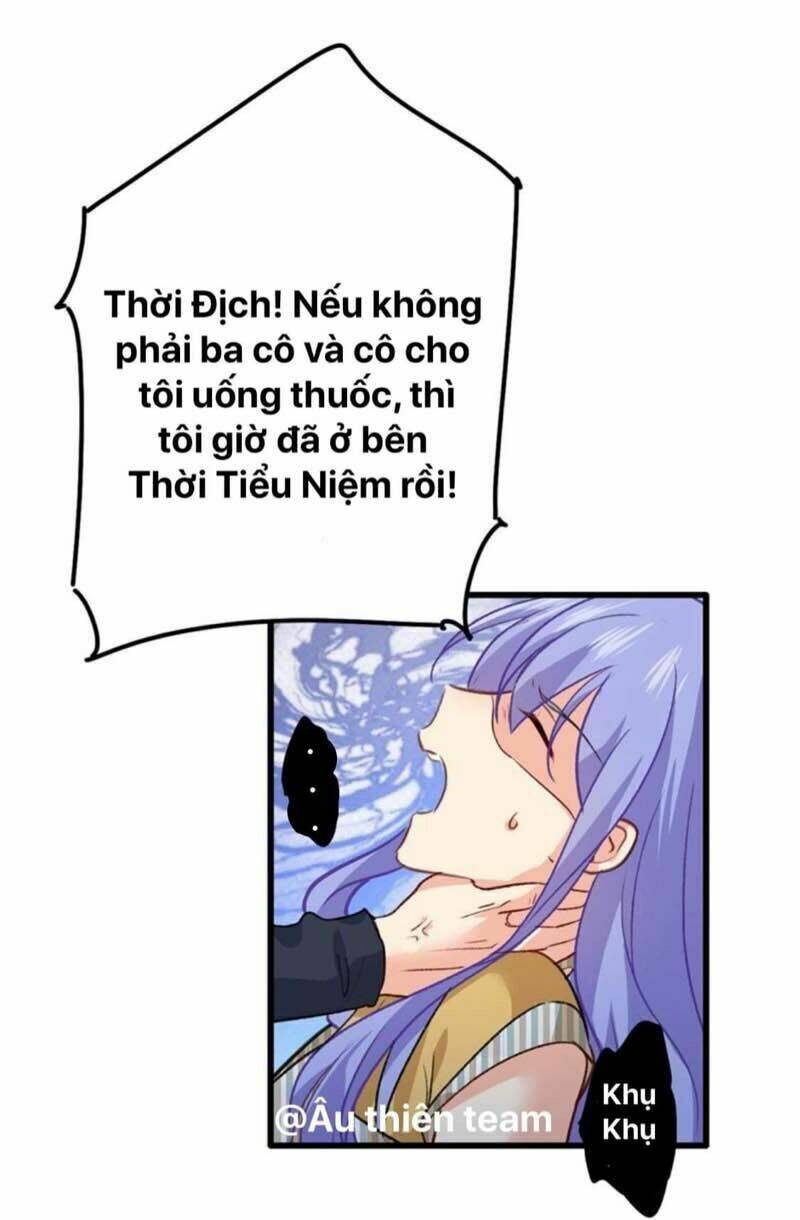 Thời Địch! Nếu không
phải ba cô và cô cho
tôi uống thuốc, thì
tôi giờ đã ở bên
Thời Tiểu Niệm rồi!
...
Khụ
Khụ
@Âu thiên team